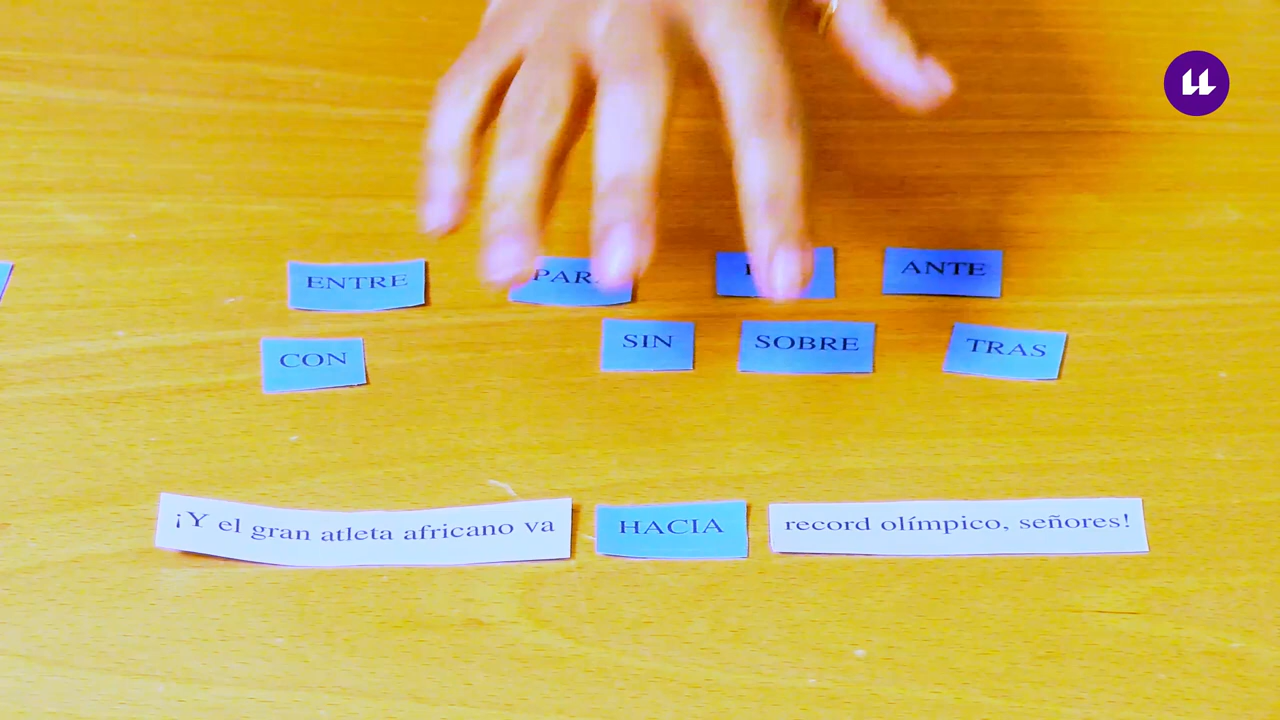 ENTRE
ANTE
CON
SIN
SOBRE
TRAS
¡Y el gran atleta africano va HACIA record olímpico, señores!